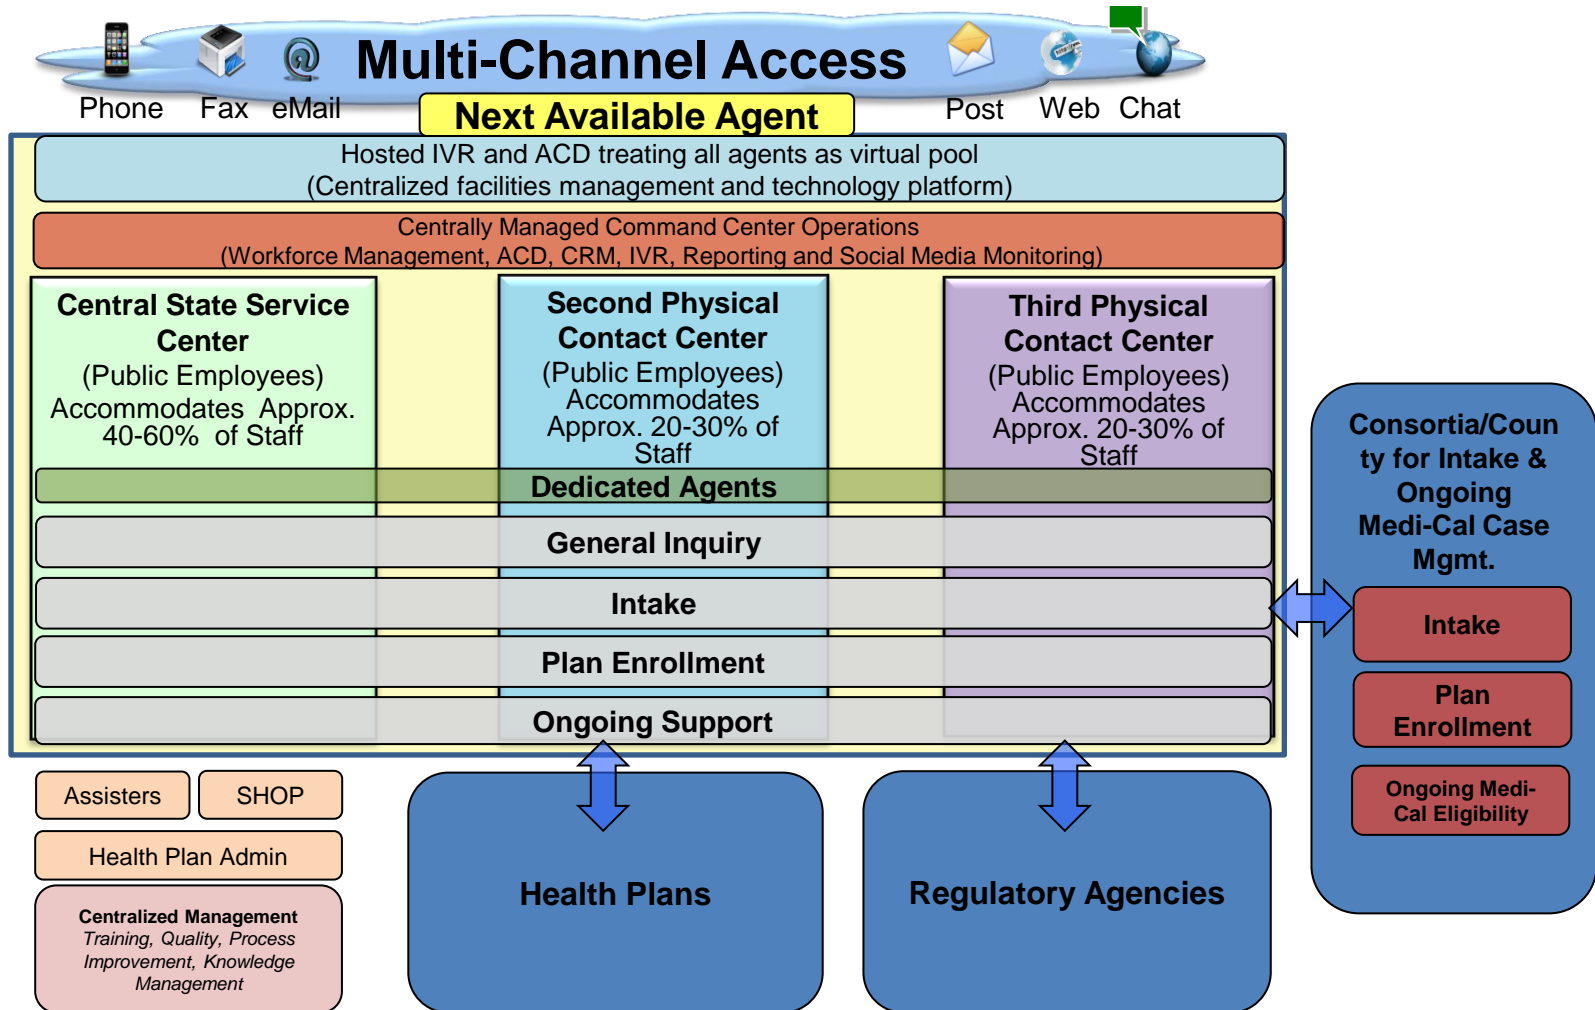 Multi-Channel Access
Phone
Fax
eMail
Post
Web
Chat
Next Available Agent
Hosted IVR and ACD treating all agents as virtual pool
(Centralized facilities management and technology platform)
Centrally Managed Command Center Operations
(Workforce Management, ACD, CRM, IVR, Reporting and Social Media Monitoring)
Central State Service
Center
(Public Employees)
Accommodates Approx.
40-60% of Staff
Second Physical
Contact Center
(Public Employees)
Accommodates
Approx. 20-30% of
Staff
Third Physical
Contact Center
(Public Employees)
Accommodates
Approx. 20-30% of
Staff
Dedicated Agents
General Inquiry
Intake
Plan Enrollment
Ongoing Support
Consortia/Coun
ty for Intake &
Ongoing
Medi-Cal Case
Mgmt.
Intake
Plan
Enrollment
Ongoing Medi-
Cal Eligibility
Assisters
SHOP
Health Plan Admin
Centralized Management
Training, Quality, Process
Improvement, Knowledge
Management
Health Plans
Regulatory Agencies